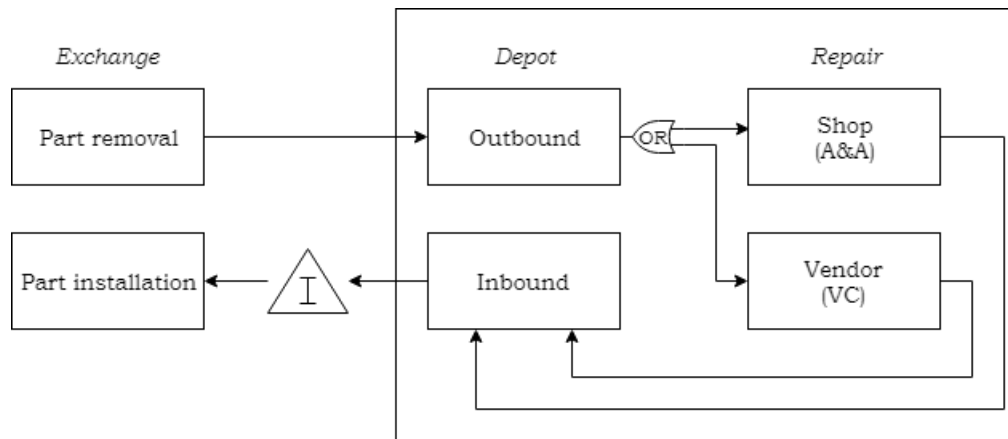 Exchange
Depot
Repair
Part removal
Outbound
OR
Shop
(A&A)
Part installation
I
Inbound
Vendor
(VC)